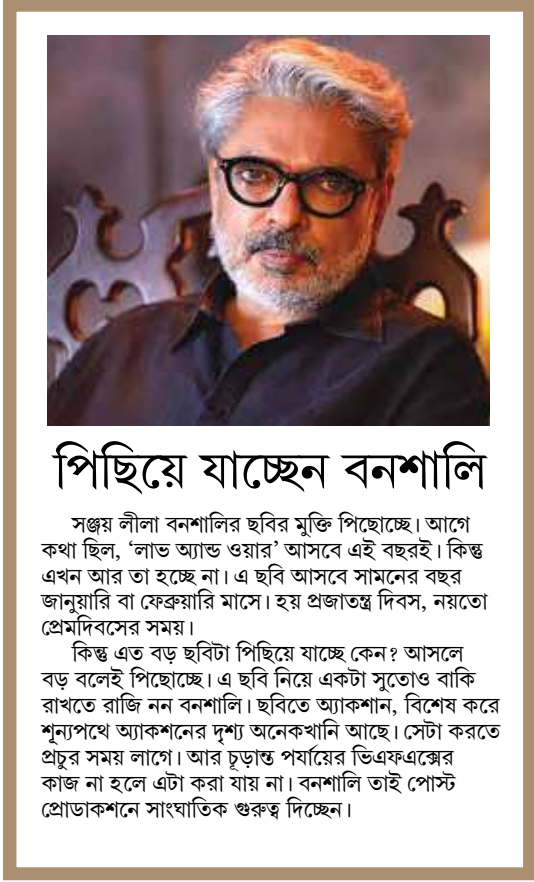 পিছিয়ে যাচ্ছেন বনশালি
সঞ্জয় লীলা বনশালির ছবির মুক্তি পিছোচ্ছে। আগে
কথা ছিল, ‘লাভ অ্যান্ড ওয়ার’ আসবে এই বছরই। কিন্তু
এখন আর তা হচ্ছে না। এ ছবি আসবে সামনের বছর
জানুয়ারি বা ফেব্রুয়ারি মাসে। হয় প্রজাতন্ত্র দিবস, নয়তো
প্রেমদিবসের সময়।
কিন্তু এত বড় ছবিটা পিছিয়ে যাচ্ছে কেন? আসলে
বড় বলেই পিছোচ্ছে। এ ছবি নিয়ে একটা সুতোও বাকি
রাখতে রাজি নন বনশালি। ছবিতে অ্যাকশান, বিশেষ করে
শূন্যপথে অ্যাকশনের দৃশ্য অনেকখানি আছে। সেটা করতে
প্রচুর সময় লাগে। আর চূড়ান্ত পর্যায়ের ভিএফএক্সের
কাজ না হলে এটা করা যায় না। বনশালি তাই পোস্ট
প্রোডাকশনে সাংঘাতিক গুরুত্ব দিচ্ছেন।